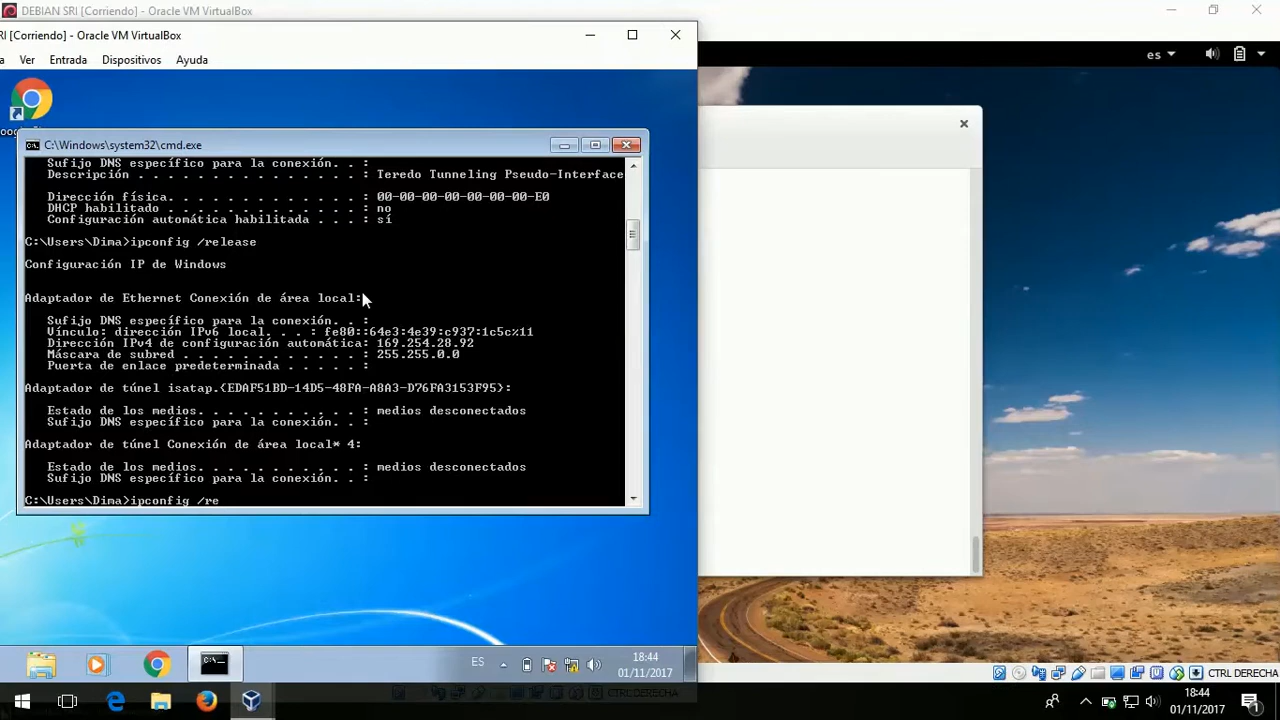 DEBIAN SRI [Corriendo] - Oracle VM VirtualBox
RI [Corriendo] - Oracle VM VirtualBox
Ver Entrada Dispositivos Ayuda
es
C:\Windows\system32\cmd.exe
Sufijo DNS específico para la conexión. . :
Descripción . . . . . . . . . . . . . . . : Teredo Tunneling Pseudo-Interface
Dirección física. . . . . . . . . . . . . : 00-00-00-00-00-00-00-E0
DHCP habilitado . . . . . . . . . . . . . : no
Configuración automática habilitada . . . : sí
C:\Users\Dima>ipconfig /release
Configuración IP de Windows
Adaptador de Ethernet Conexión de área local:
Sufijo DNS específico para la conexión. . :
Vínculo: dirección IPv6 local. . . : fe80::64e3:4e39:c937:1c5c%11
Dirección IPv4 de configuración automática: 169.254.28.92
Máscara de subred . . . . . . . . . . . . : 255.255.0.0
Puerta de enlace predeterminada . . . . . :
Adaptador de túnel isatap.{EDAF51BD-14D5-48FA-A8A3-D76FA3153F95}:
Estado de los medios. . . . . . . . . . . : medios desconectados
Sufijo DNS específico para la conexión. . :
Adaptador de túnel Conexión de área local* 4:
Estado de los medios. . . . . . . . . . . : medios desconectados
Sufijo DNS específico para la conexión. . :
C:\Users\Dima>ipconfig /re
ES
18:44
01/11/2017
CTRL DERECHA
CTRL DERECHA
18:44
01/11/2017